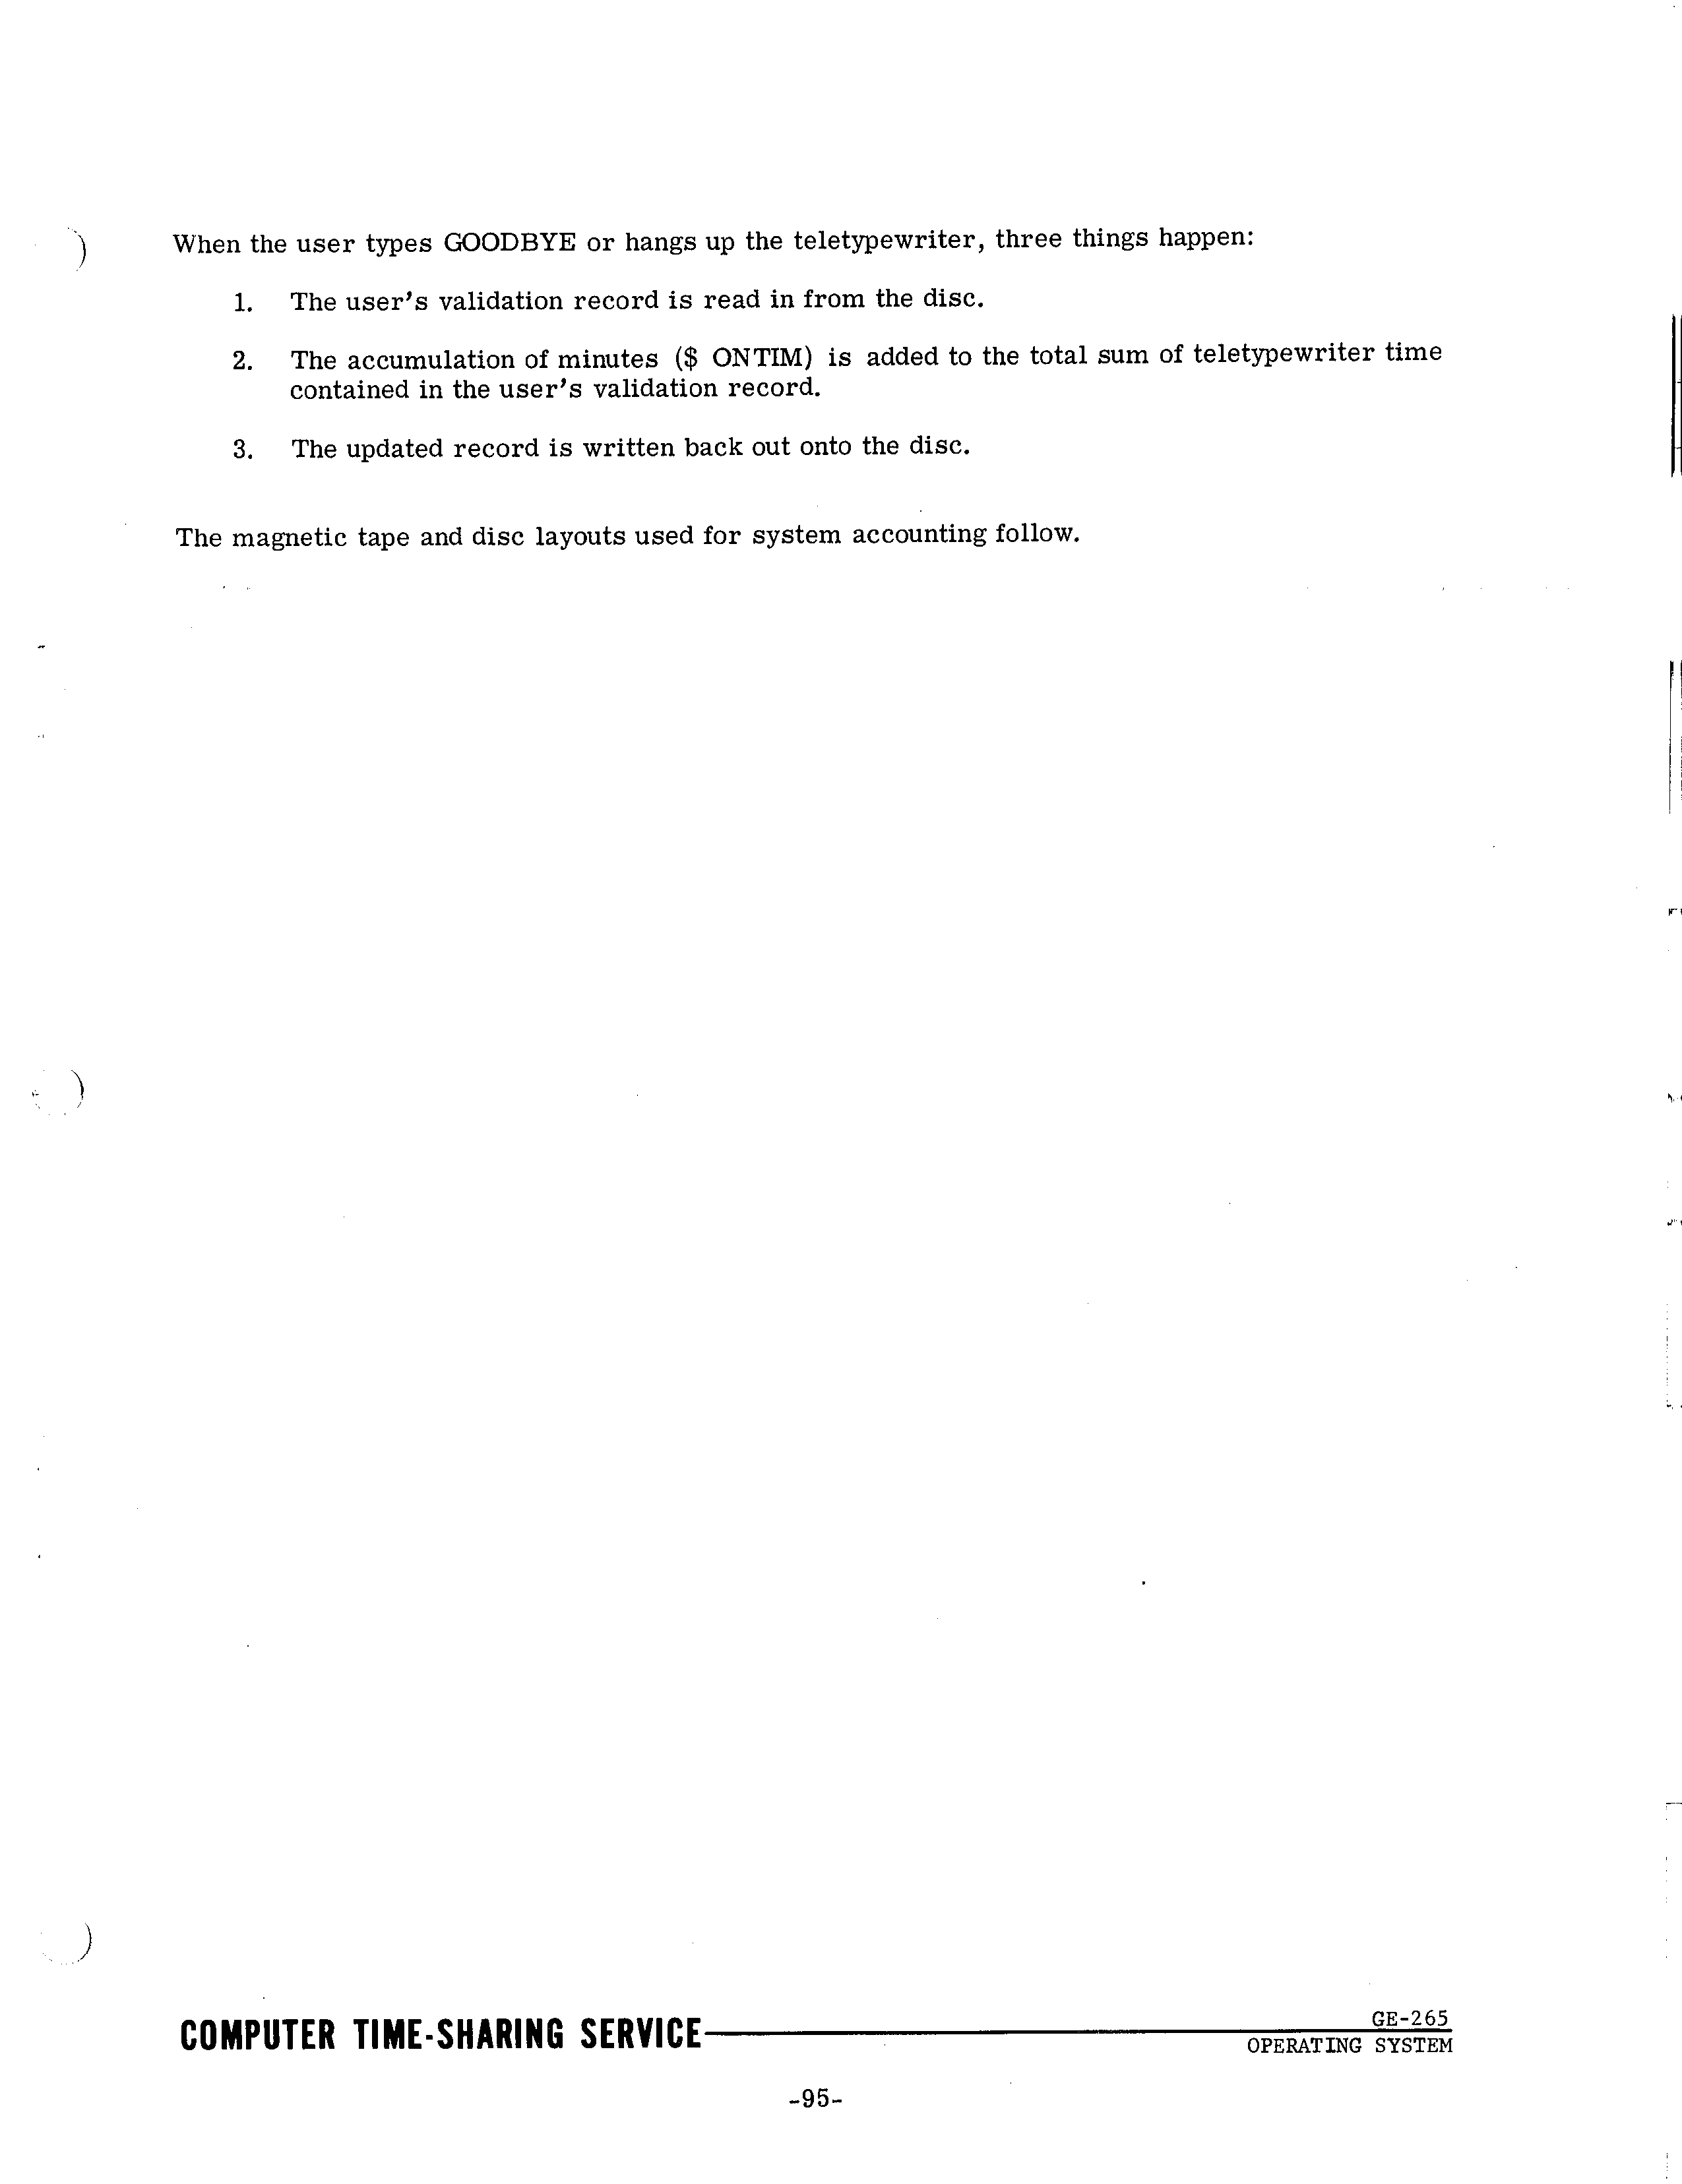 When the user types GOODBYE or hangs up the teletypewriter, three things happen:
1. The user's validation record is read in from the disc.
2. The accumulation of minutes ($ ONTIM) is added to the total sum of teletypewriter time
contained in the user's validation record.
3. The updated record is written back out onto the disc.
The magnetic tape and disc layouts used for system accounting follow.
COMPUTER TIME-SHARING SERVICE
GE-265
OPERATING SYSTEM
-95-